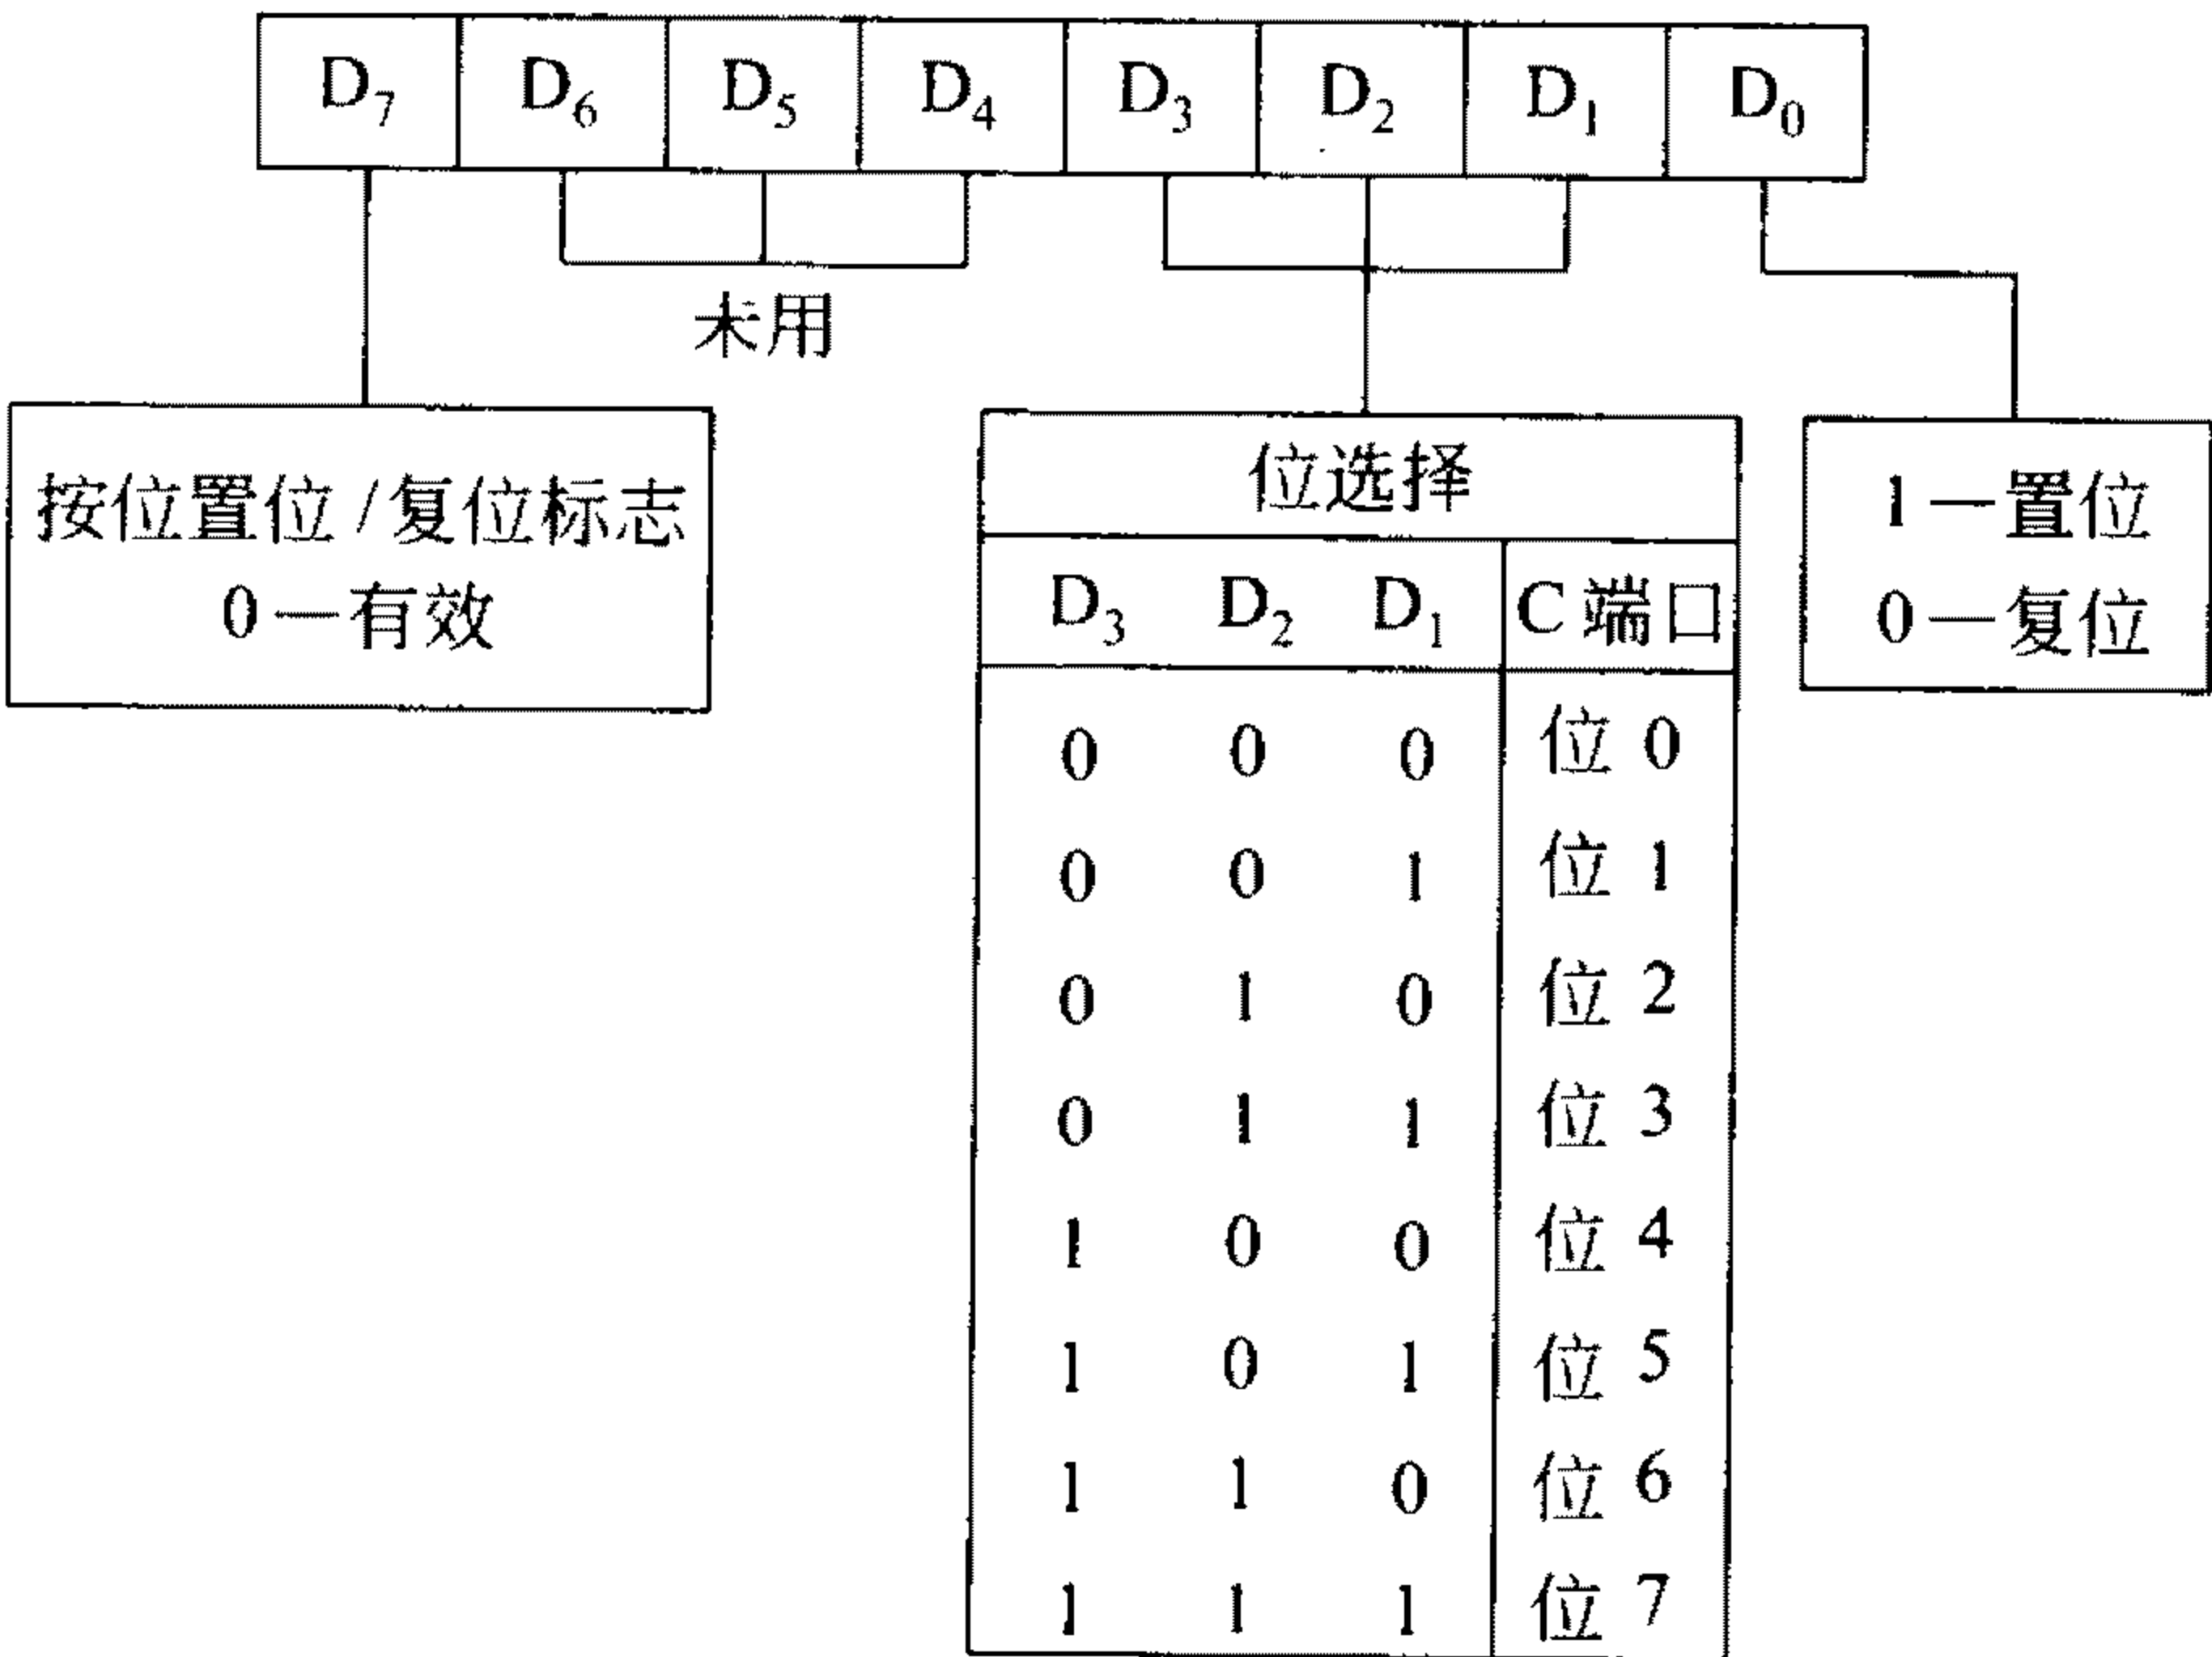 D₇ D₆ D₅ D₄ D₃ D₂ D₁ D₀
未用
按位置位/复位标志
0—有效
位选择
D₃ D₂ D₁ C端口
0 0 0 位0
0 0 1 位1
0 1 0 位2
0 1 1 位3
1 0 0 位4
1 0 1 位5
1 1 0 位6
1 1 1 位7
1—置位
0—复位